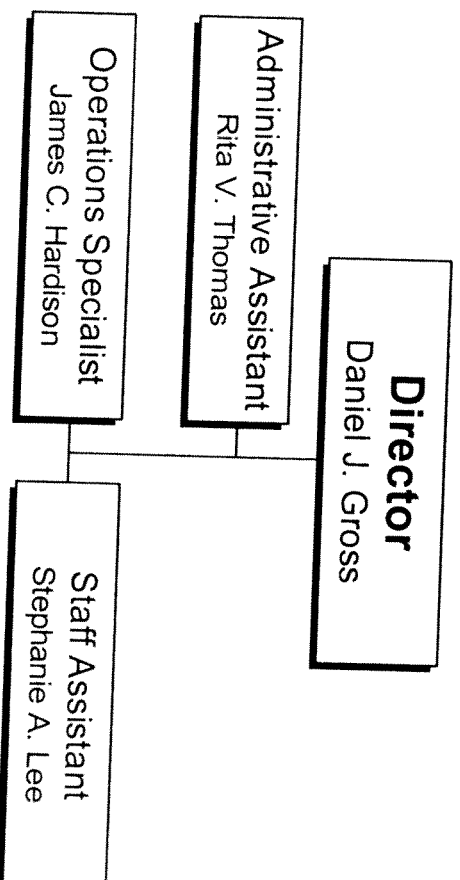 Director
Daniel J. Gross
Administrative Assistant
Rita V. Thomas
Operations Specialist
James C. Hardison
Staff Assistant
Stephanie A. Lee